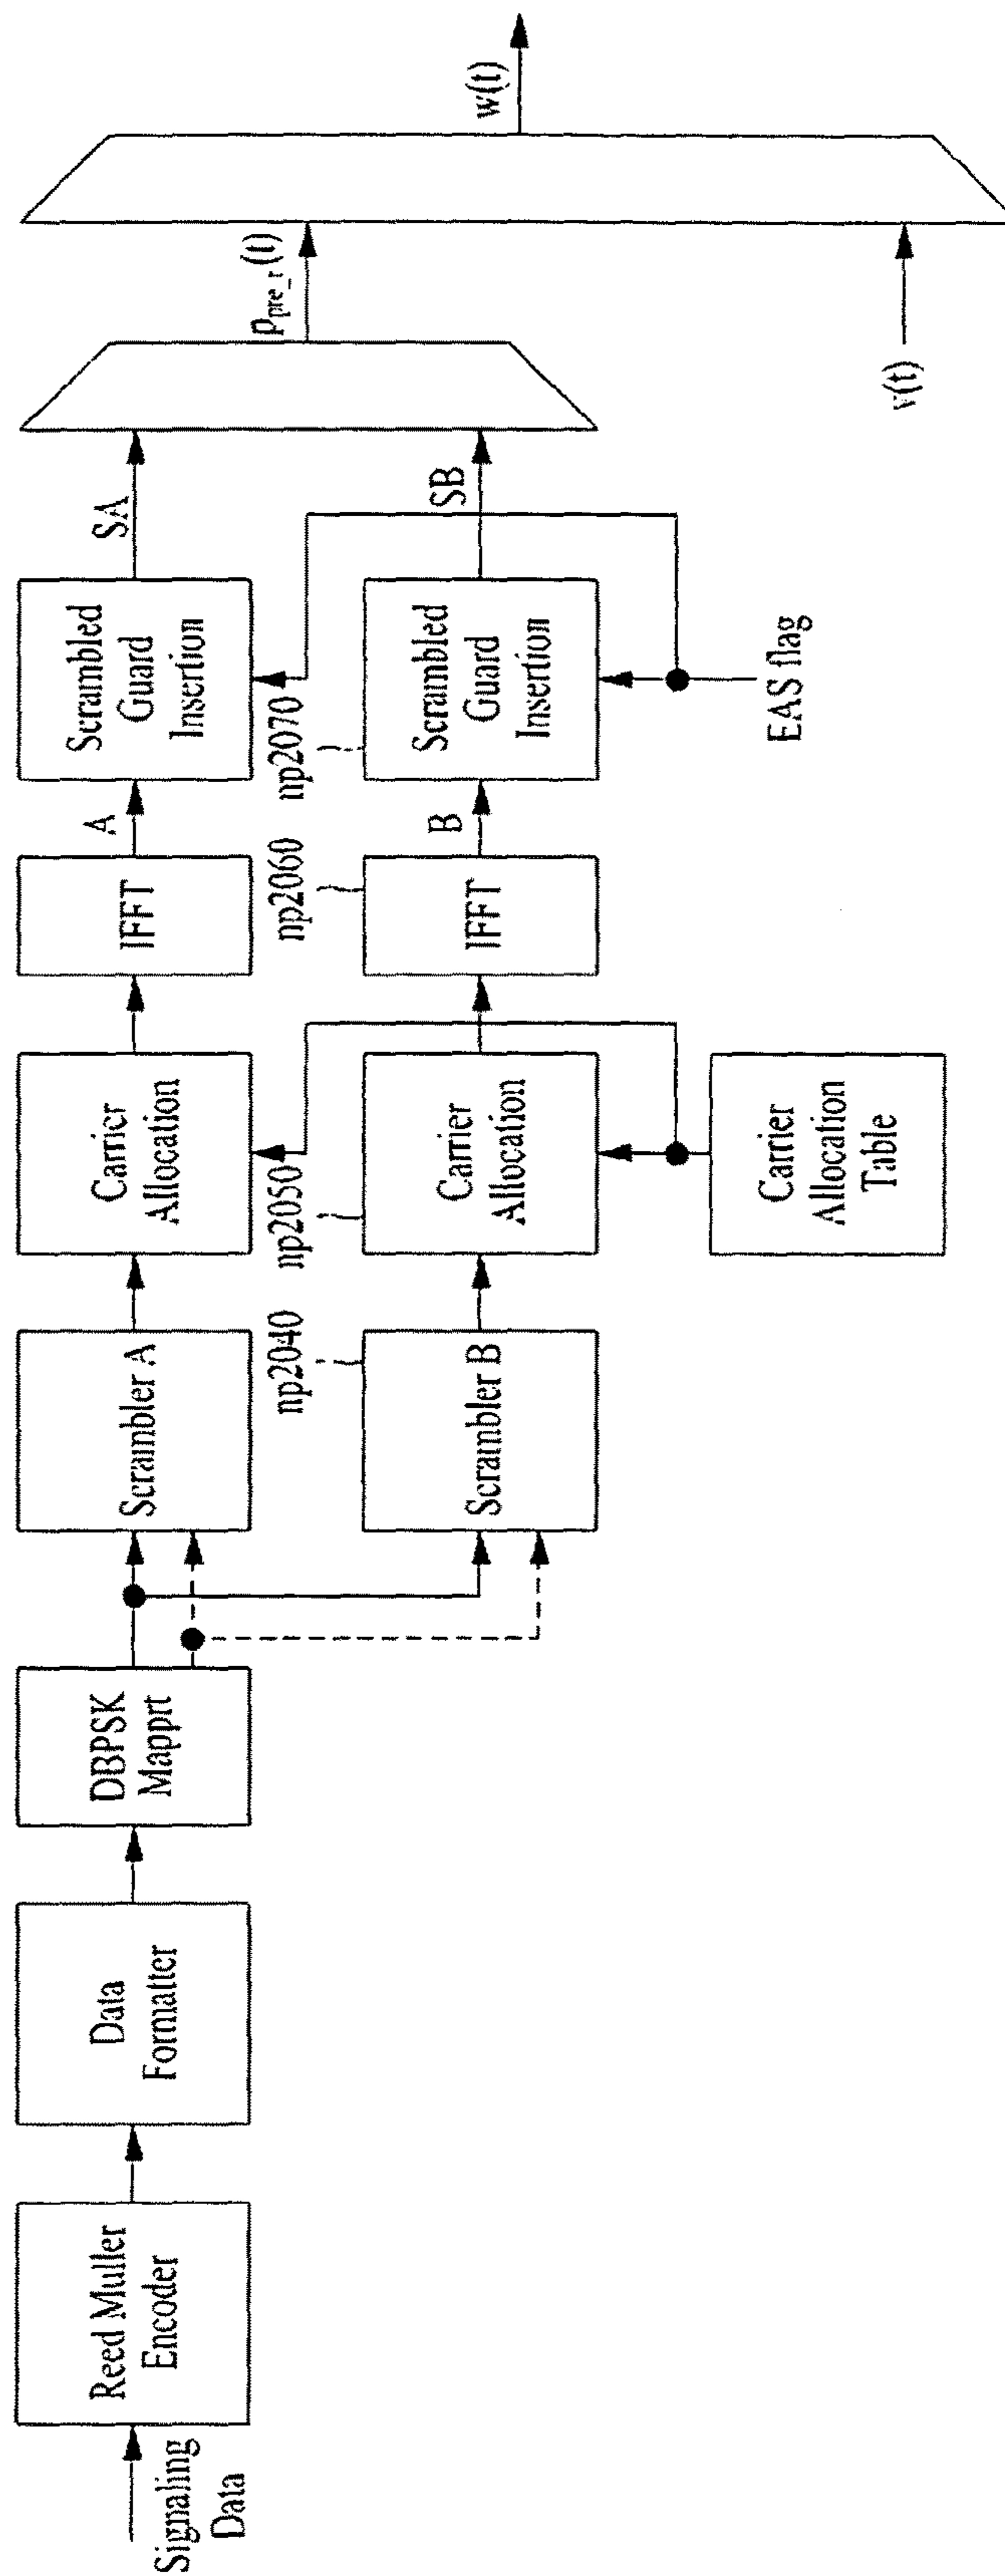 Signaling
Data
Reed Muller
Encoder
Data
Formatter
DBPSK
Mapprt
Scrambler A
Carrier
Allocation
IFFT
A
Scrambled
Guard
Insertion
SA
p_pre_r(t)
w(t)
np2040
np2050
np2060
np2070
Scrambler B
Carrier
Allocation
IFFT
B
Scrambled
Guard
Insertion
SB
Carrier
Allocation
Table
EAS flag
v(t)